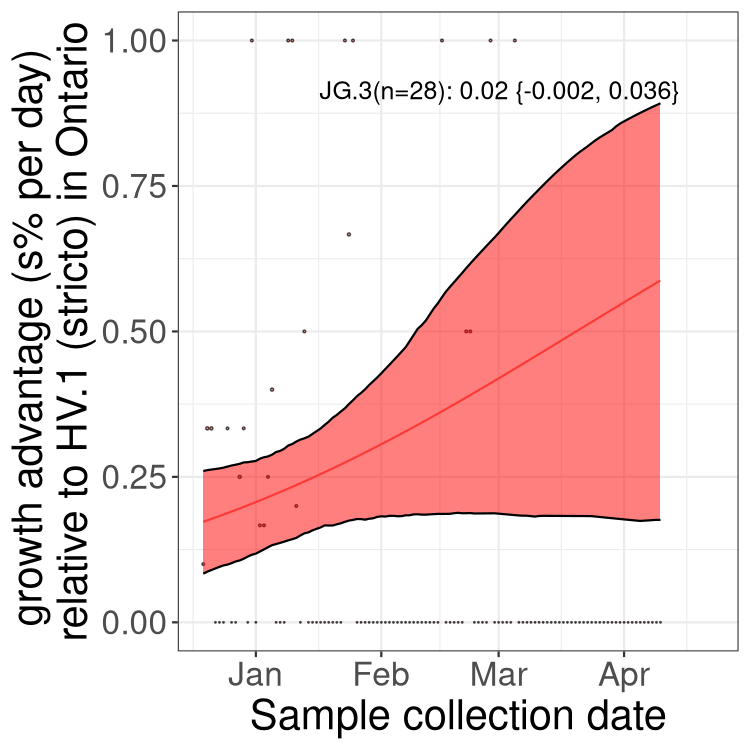 growth advantage (s% per day)
relative to HV.1 (stricto) in Ontario
1.00
JG.3(n=28): 0.02 {-0.002, 0.036}
0.75
0.50
0.25
0.00
Jan Feb Mar Apr
Sample collection date